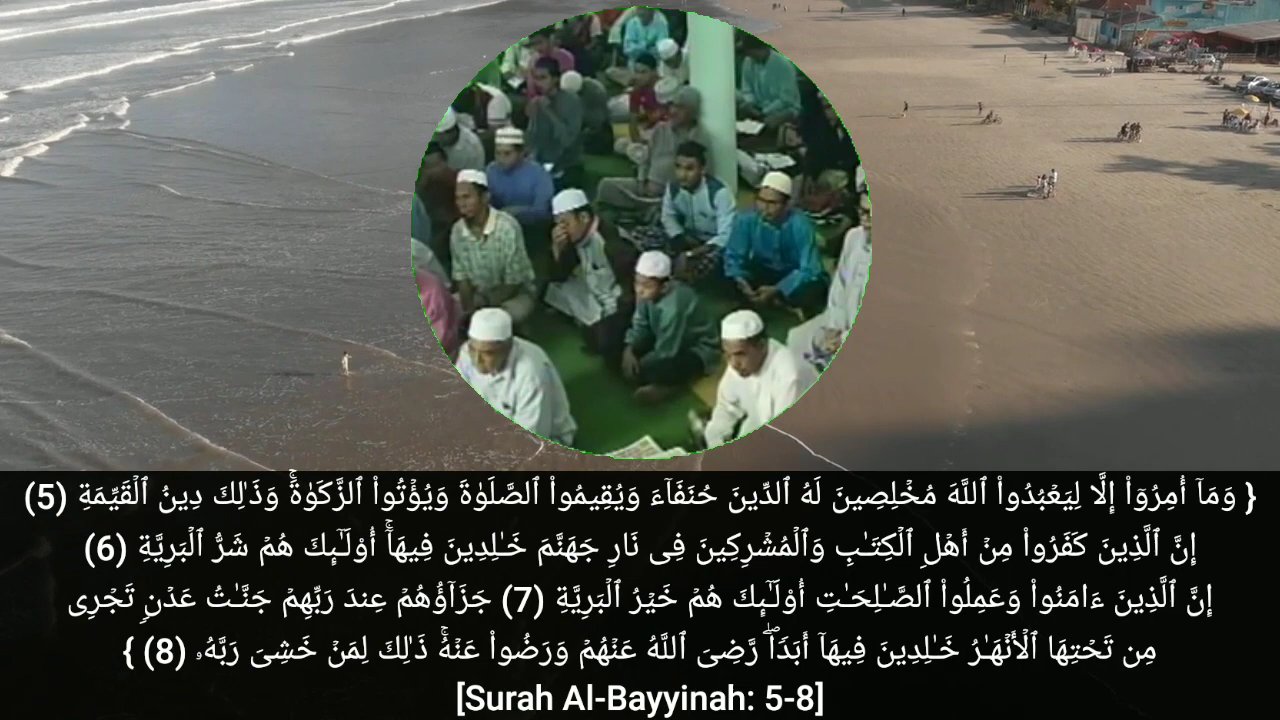 { وَمَآ أُمِرُوٓا۟ إِلَّا لِيَعْبُدُوا۟ ٱللَّهَ مُخْلِصِينَ لَهُ ٱلدِّينَ حُنَفَآءَ وَيُقِيمُوا۟ ٱلصَّلَوٰةَ وَيُؤْتُوا۟ ٱلزَّكَوٰةَۚ وَذَٰلِكَ دِينُ ٱلْقَيِّمَةِ (5)
إِنَّ ٱلَّذِينَ كَفَرُوا۟ مِنْ أَهْلِ ٱلْكِتَـٰبِ وَٱلْمُشْرِكِينَ فِى نَارِ جَهَنَّمَ خَـٰلِدِينَ فِيهَآۚ أُو۟لَـٰٓئِكَ هُمْ شَرُّ ٱلْبَرِيَّةِ (6)
إِنَّ ٱلَّذِينَ ءَامَنُوا۟ وَعَمِلُوا۟ ٱلصَّـٰلِحَـٰتِ أُو۟لَـٰٓئِكَ هُمْ خَيْرُ ٱلْبَرِيَّةِ (7) جَزَآؤُهُمْ عِندَ رَبِّهِمْ جَنَّـٰتُ عَدْنٍۢ تَجْرِى
مِن تَحْتِهَا ٱلْأَنْهَـٰرُ خَـٰلِدِينَ فِيهَآ أَبَدًۭاۖ رَّضِىَ ٱللَّهُ عَنْهُمْ وَرَضُوا۟ عَنْهُۚ ذَٰلِكَ لِمَنْ خَشِىَ رَبَّهُۥ (8) }
[Surah Al-Bayyinah: 5-8]